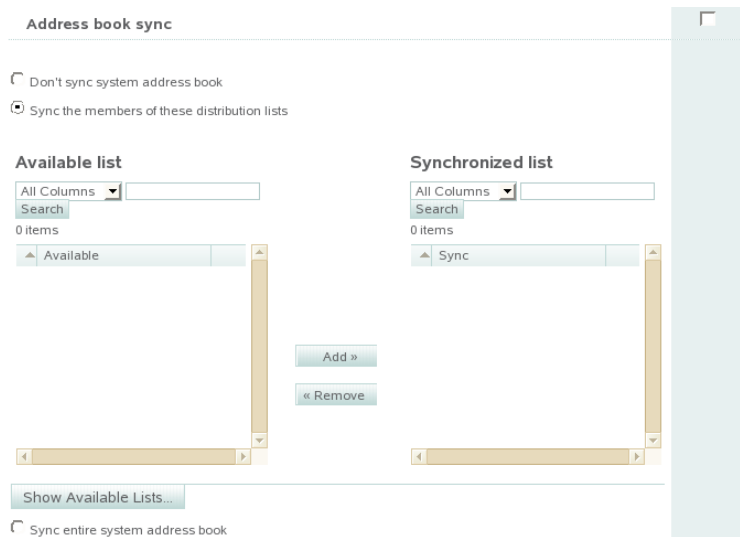 Address book sync
Don't sync system address book
Sync the members of these distribution lists
Available list
Synchronized list
All Columns
All Columns
Search
Search
0 items
0 items
Available
Sync
Add »
« Remove
Show Available Lists...
Sync entire system address book